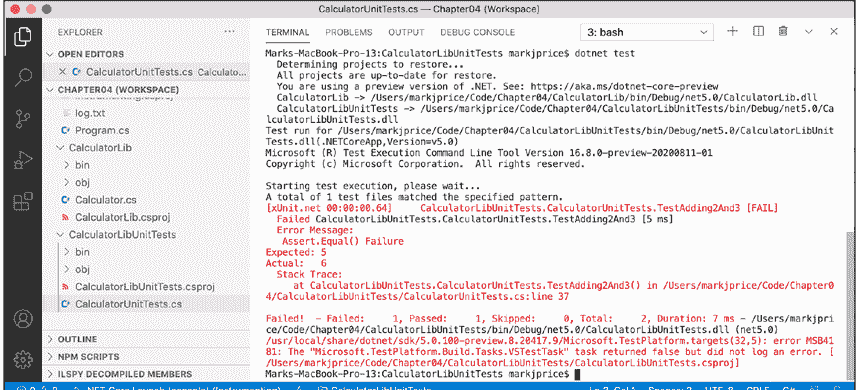 CalculatorUnitTests.cs — Chapter04 (Workspace)
EXPLORER
OPEN EDITORS
CalculatorUnitTests.cs Calculato...
CHAPTER04 (WORKSPACE)
log.txt
Program.cs
CalculatorLib
bin
obj
Calculator.cs
CalculatorLib.csproj
CalculatorLibUnitTests
bin
obj
CalculatorLibUnitTests.csproj
CalculatorUnitTests.cs
OUTLINE
NPM SCRIPTS
ILSPY DECOMPILED MEMBERS
TERMINAL PROBLEMS OUTPUT DEBUG CONSOLE 3: bash
Marks-MacBook-Pro-13:CalculatorLibUnitTests markjprice$ dotnet test
Determining projects to restore...
All projects are up-to-date for restore.
You are using a preview version of .NET. See: https://aka.ms/dotnet-core-preview
CalculatorLib -> /Users/markjprice/Code/Chapter04/CalculatorLib/bin/Debug/net5.0/CalculatorLib.dll
CalculatorLibUnitTests -> /Users/markjprice/Code/Chapter04/CalculatorLibUnitTests/bin/Debug/net5.0/Ca
lculatorLibUnitTests.dll
Test run for /Users/markjprice/Code/Chapter04/CalculatorLibUnitTests/bin/Debug/net5.0/CalculatorLibUnit
Tests.dll(.NETCoreApp,Version=v5.0)
Microsoft (R) Test Execution Command Line Tool Version 16.8.0-preview-20200811-01
Copyright (c) Microsoft Corporation. All rights reserved.
Starting test execution, please wait...
A total of 1 test files matched the specified pattern.
[xUnit.net 00:00:00.64] CalculatorLibUnitTests.CalculatorUnitTests.TestAdding2And3 [FAIL]
Failed CalculatorLibUnitTests.CalculatorUnitTests.TestAdding2And3 [5 ms]
Error Message:
Assert.Equal() Failure
Expected: 5
Actual: 6
Stack Trace:
at CalculatorLibUnitTests.CalculatorUnitTests.TestAdding2And3() in /Users/markjprice/Code/Chapter0
4/CalculatorLibUnitTests/CalculatorUnitTests.cs:line 37
Failed! - Failed: 1, Passed: 1, Skipped: 0, Total: 2, Duration: 7 ms - /Users/markjpri
ce/Code/Chapter04/CalculatorLibUnitTests/bin/Debug/net5.0/CalculatorLibUnitTests.dll (net5.0)
/usr/local/share/dotnet/sdk/5.0.100-preview.8.20417.9/Microsoft.TestPlatform.targets(32,5): error MSB4
181: The "Microsoft.TestPlatform.Build.Tasks.VSTestTask" task returned false but did not log an error. [
/Users/markjprice/Code/Chapter04/CalculatorLibUnitTests/CalculatorLibUnitTests.csproj]
Marks-MacBook-Pro-13:CalculatorLibUnitTests markjprice$